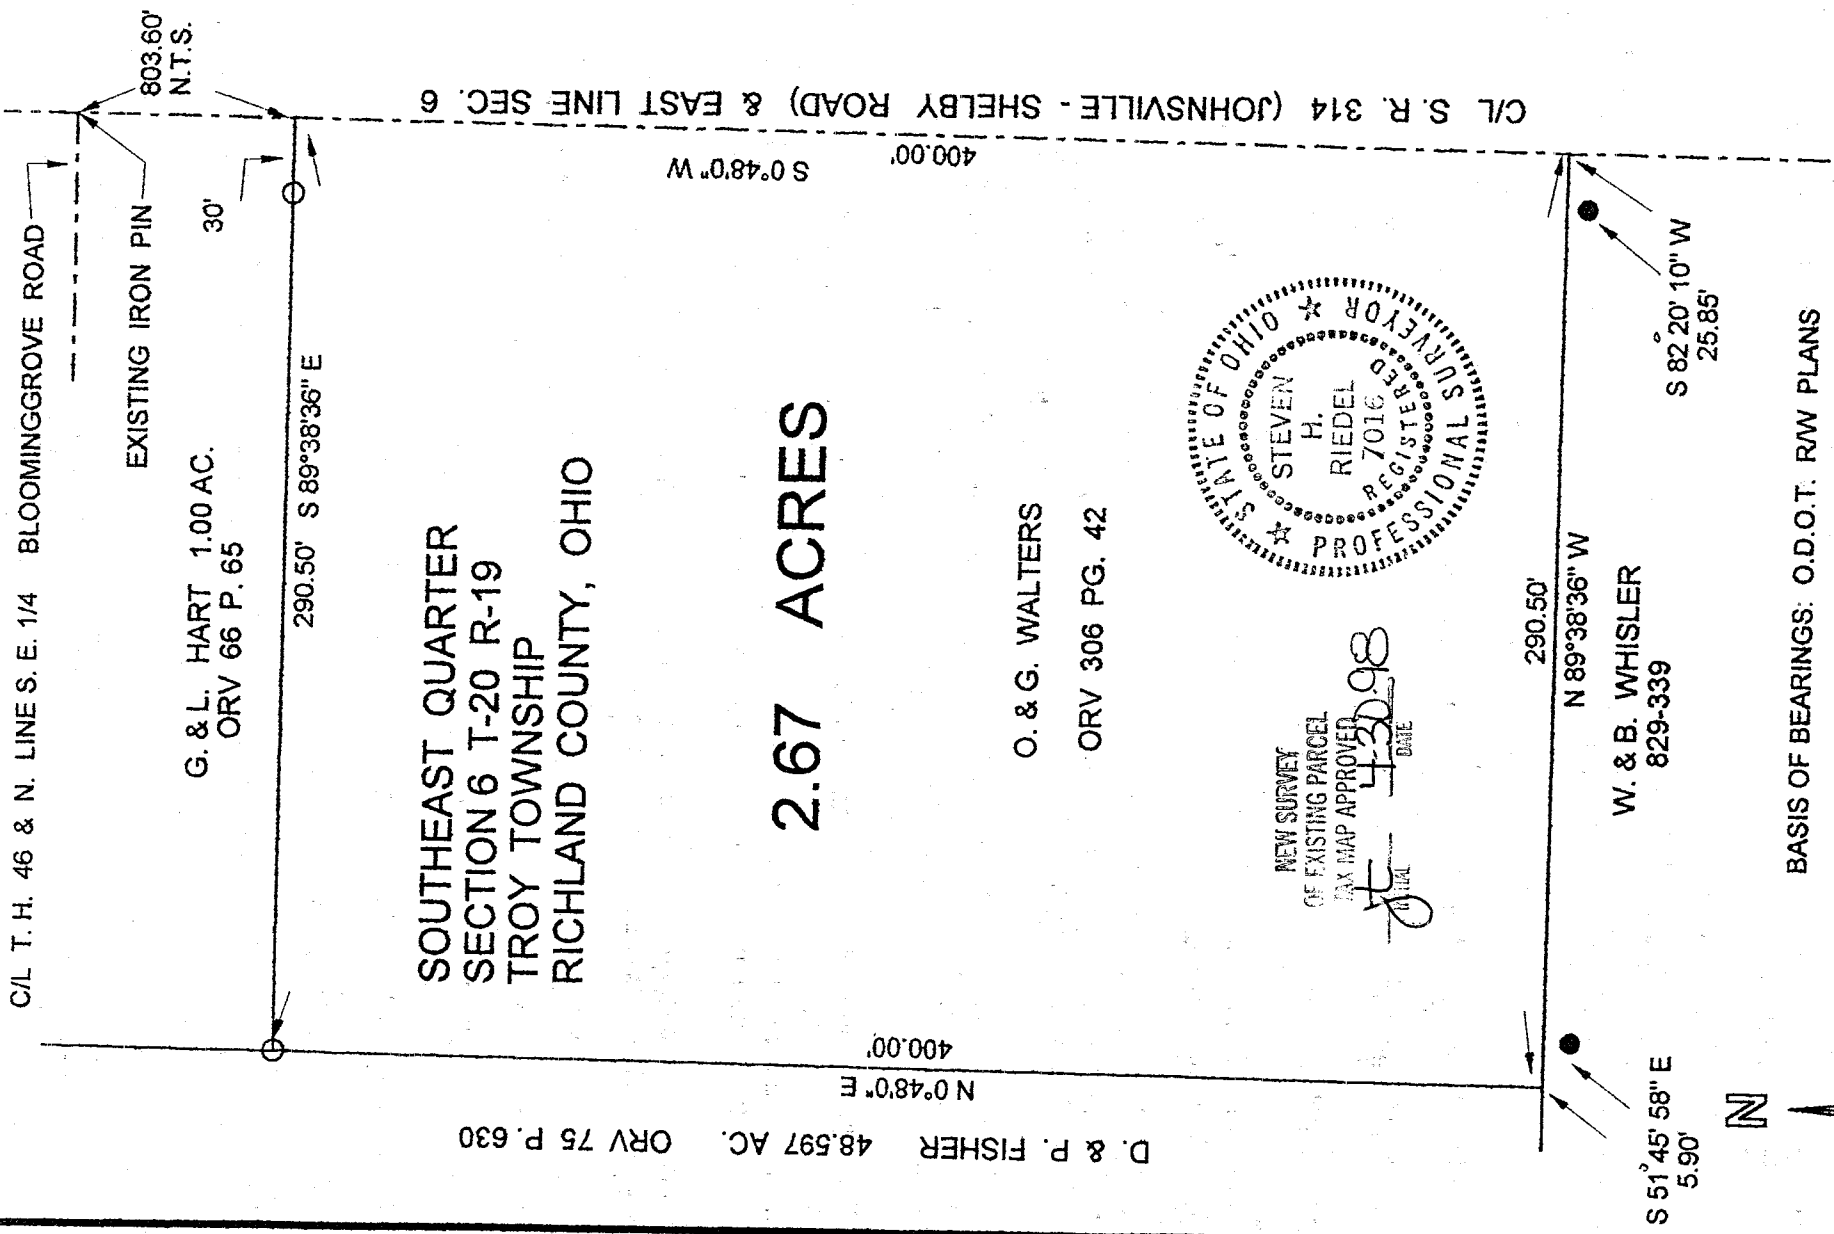 C/L T. H. 46 & N. LINE S. E. 1/4 BLOOMINGGROVE ROAD
803.60'
N.T.S.
EXISTING IRON PIN
30'
G. & L. HART 1.00 AC.
ORV 66 P. 65
290.50' S 89°38'36" E
C/L S. R. 314 (JOHNSVILLE - SHELBY ROAD) & EAST LINE SEC. 6
S 0°48'0" W
400.00'
SOUTHEAST QUARTER
SECTION 6 T-20 R-19
TROY TOWNSHIP
RICHLAND COUNTY, OHIO
2.67 ACRES
O. & G. WALTERS
ORV 306 PG. 42
400.00'
N 0°48'0" E
D. & P. FISHER 48.597 AC. ORV 75 P. 630
STATE OF OHIO
STEVEN
H.
RIEDEL
7016
REGISTERED
PROFESSIONAL SURVEYOR
NEW SURVEY
OF EXISTING PARCEL
TAX MAP APPROVED
4-30-98
INITIAL DATE
290.50'
N 89°38'36" W
W. & B. WHISLER
829-339
S 82° 20' 10" W
25.85'
S 51° 45' 58" E
5.90'
N
BASIS OF BEARINGS: O.D.O.T. R/W PLANS